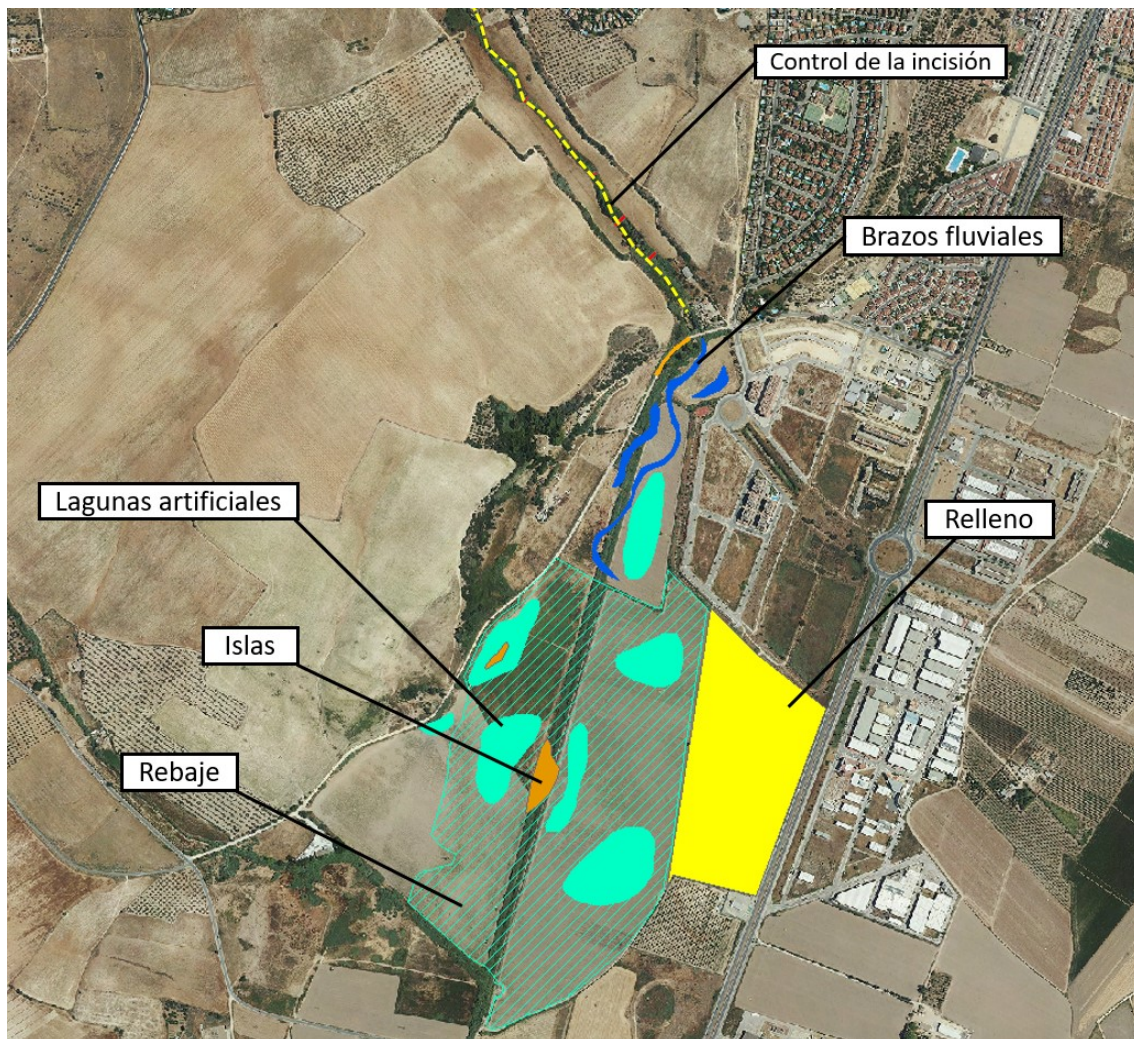 Control de la incisión
Brazos fluviales
Lagunas artificiales
Relleno
Islas
Rebaje